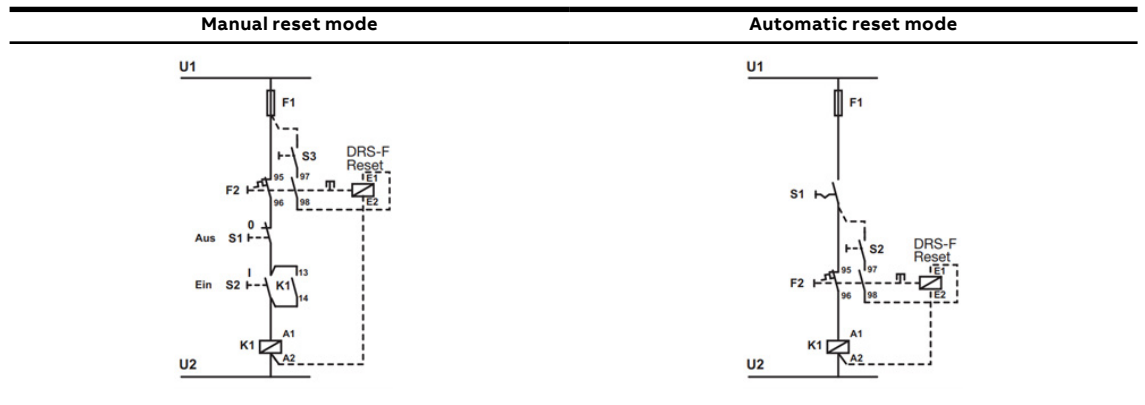 Manual reset mode
Automatic reset mode
U1
F1
S3
DRS-F
Reset
95
97
E1
F2
96
98
E2
0
Aus
S1
I
13
Ein
S2
K1
14
A1
K1
A2
U2
U1
F1
S1
S2
DRS-F
Reset
95
97
E1
F2
96
98
E2
A1
K1
A2
U2